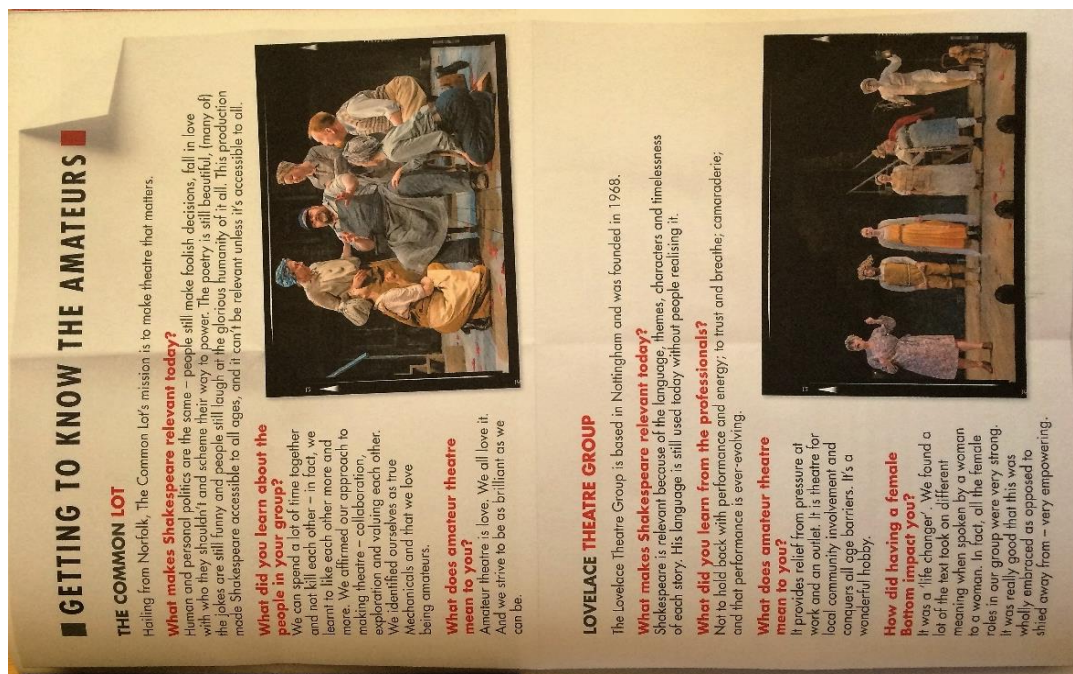 GETTING TO KNOW THE AMATEURS
THE COMMON LOT
Hailing from Norfolk, The Common Lot's mission is to make theatre that matters.
What makes Shakespeare relevant today?
Human and personal politics are the same – people still make foolish decisions, fall in love
with who they shouldn't and scheme their way to power. The poetry is still beautiful, (many of)
the jokes are still funny and people still laugh at the glorious humanity of it all. This production
made Shakespeare accessible to all ages, and it can't be relevant unless it's accessible to all.
What did you learn about the
people in your group?
We can spend a lot of time together
and not kill each other – in fact, we
learnt to like each other more and
more. We affirmed our approach to
making theatre – collaboration,
exploration and valuing each other.
We identified ourselves as true
Mechanicals and that we love
being amateurs.
What does amateur theatre
mean to you?
Amateur theatre is love. We all love it.
And we strive to be as brilliant as we
can be.
LOVELACE THEATRE GROUP
The Lovelace Theatre Group is based in Nottingham and was founded in 1968.
What makes Shakespeare relevant today?
Shakespeare is relevant because of the language, themes, characters and timelessness
of each story. His language is still used today without people realising it.
What did you learn from the professionals?
Not to hold back with performance and energy; to trust and breathe; camaraderie;
and that performance is ever-evolving.
What does amateur theatre
mean to you?
It provides relief from pressure at
work and an outlet. It is theatre for
local community involvement and
conquers all age barriers. It's a
wonderful hobby.
How did having a female
Bottom impact you?
It was a 'life changer'. We found a
lot of the text took on different
meaning when spoken by a woman
to a woman. In fact, all the female
roles in our group were very strong.
It was really good that this was
wholly embraced as opposed to
shied away from – very empowering.